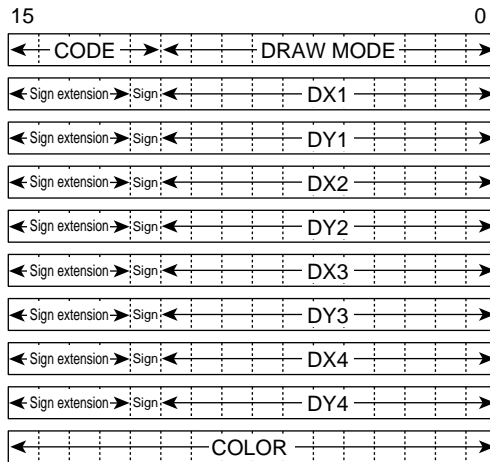 15 0
CODE DRAW MODE
Sign extension Sign DX1
Sign extension Sign DY1
Sign extension Sign DX2
Sign extension Sign DY2
Sign extension Sign DX3
Sign extension Sign DY3
Sign extension Sign DX4
Sign extension Sign DY4
COLOR